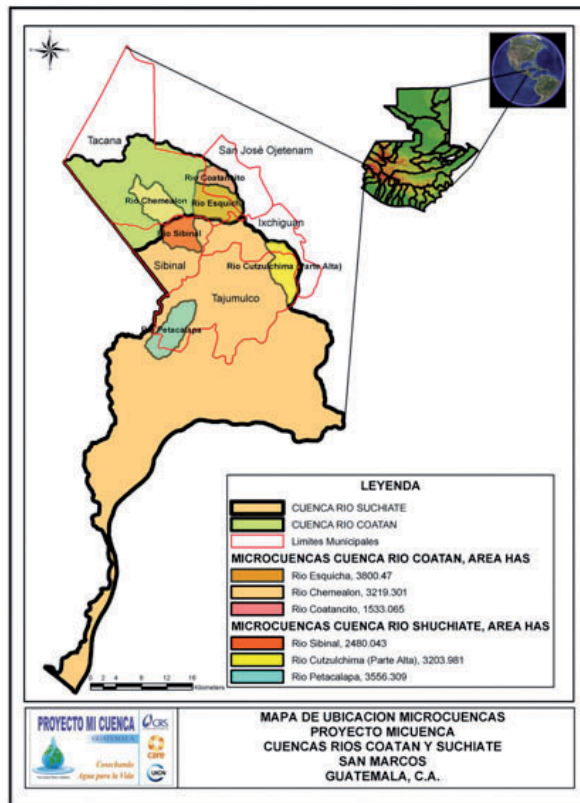 Tacana
San José Ojetenam
Rio Coatancito
Rio Chemealon
Rio Esquicha
Ixchiguan
Rio Sibinal
Sibinal
Rio Cutzulchima (Parte Alta)
Tajumulco
Rio Petacalapa
LEYENDA
CUENCA RIO SUCHIATE
CUENCA RIO COATAN
Limites Municipales
MICROCUENCAS CUENCA RIO COATAN, AREA HAS
Rio Esquicha, 3800.47
Rio Chemealon, 3219.301
Rio Coatancito, 1533.065
MICROCUENCAS CUENCA RIO SHUCHIATE, AREA HAS
Rio Sibinal, 2480.043
Rio Cutzulchima (Parte Alta), 3203.981
Rio Petacalapa, 3556.309
0 2 4 8 12 16
Kilometers
PROYECTO MI CUENCA
GUATEMALA
Cosechando
Agua para la Vida
CRS
care
UICN
MAPA DE UBICACION MICROCUENCAS
PROYECTO MICUENCA
CUENCAS RIOS COATAN Y SUCHIATE
SAN MARCOS
GUATEMALA, C.A.